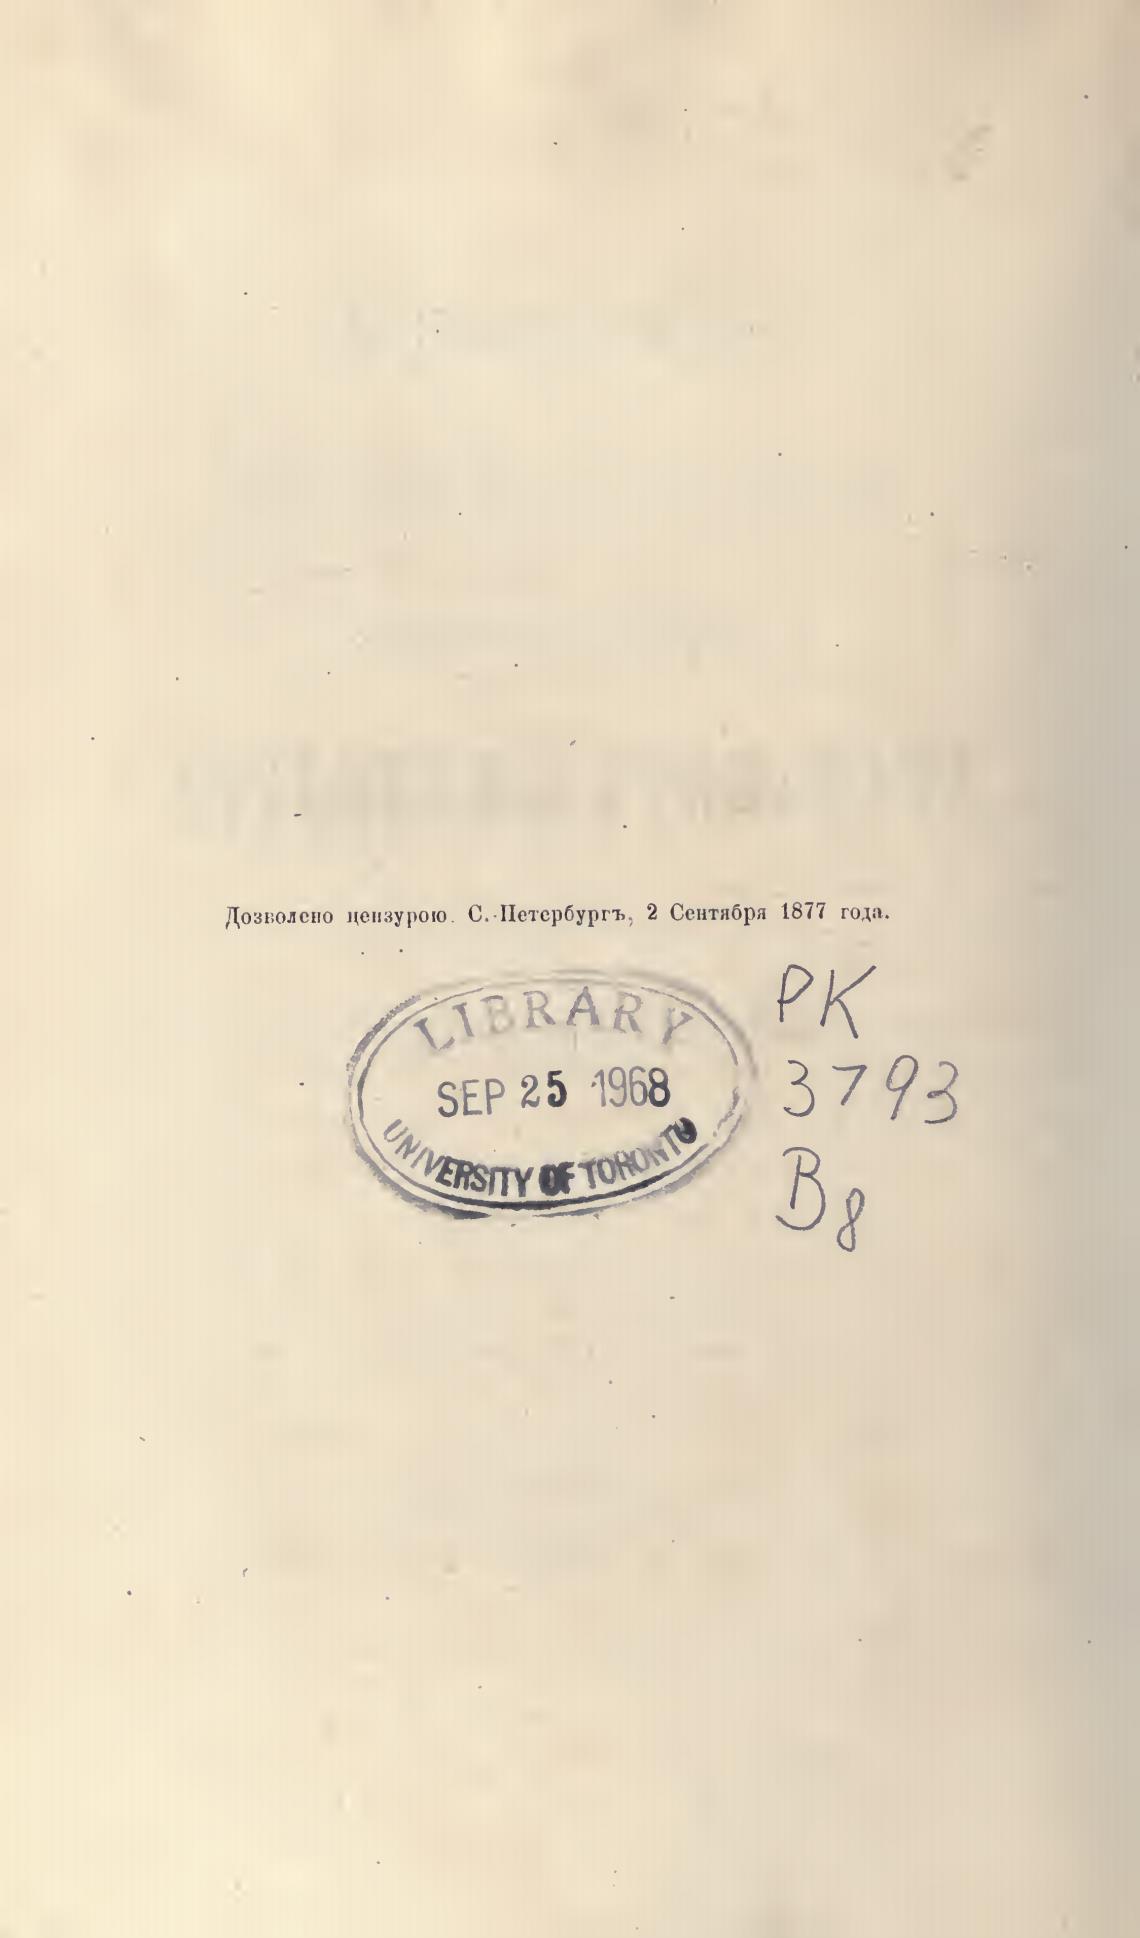 Дозволено цензурою. С.-Петербургъ, 2 Сентября 1877 года.
LIBRARY
SEP 25 1968
UNIVERSITY OF TORONTO
PK
3793
B8